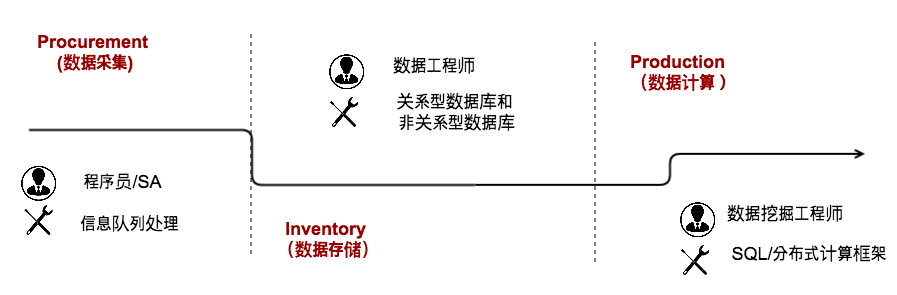 Procurement
(数据采集)
程序员/SA
信息队列处理
数据工程师
关系型数据库和
非关系型数据库
Inventory
（数据存储）
Production
（数据计算 ）
数据挖掘工程师
SQL/分布式计算框架